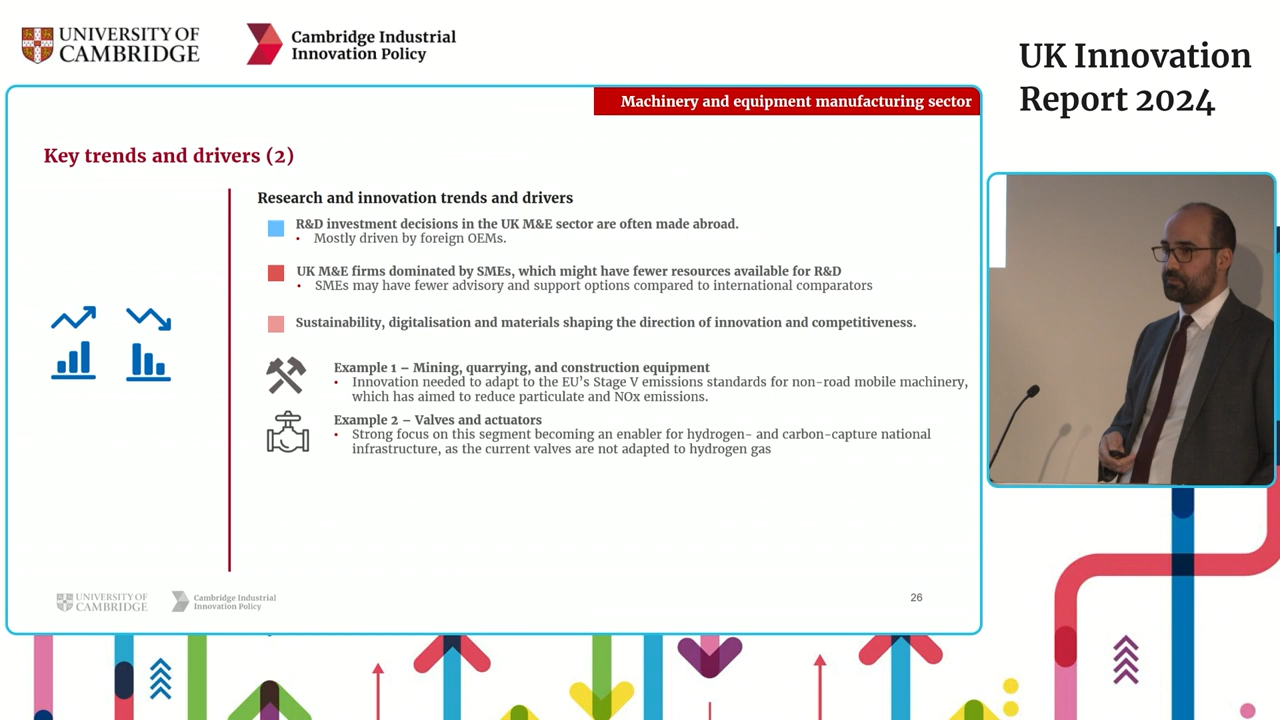 UNIVERSITY OF
CAMBRIDGE
Cambridge Industrial
Innovation Policy
UK Innovation
Report 2024
Machinery and equipment manufacturing sector
Key trends and drivers (2)
Research and innovation trends and drivers
R&D investment decisions in the UK M&E sector are often made abroad.
• Mostly driven by foreign OEMs.
UK M&E firms dominated by SMEs, which might have fewer resources available for R&D
• SMEs may have fewer advisory and support options compared to international comparators
Sustainability, digitalisation and materials shaping the direction of innovation and competitiveness.
Example 1 – Mining, quarrying, and construction equipment
• Innovation needed to adapt to the EU's Stage V emissions standards for non-road mobile machinery,
which has aimed to reduce particulate and NOx emissions.
Example 2 – Valves and actuators
• Strong focus on this segment becoming an enabler for hydrogen- and carbon-capture national
infrastructure, as the current valves are not adapted to hydrogen gas
UNIVERSITY OF
CAMBRIDGE
Cambridge Industrial
Innovation Policy
26